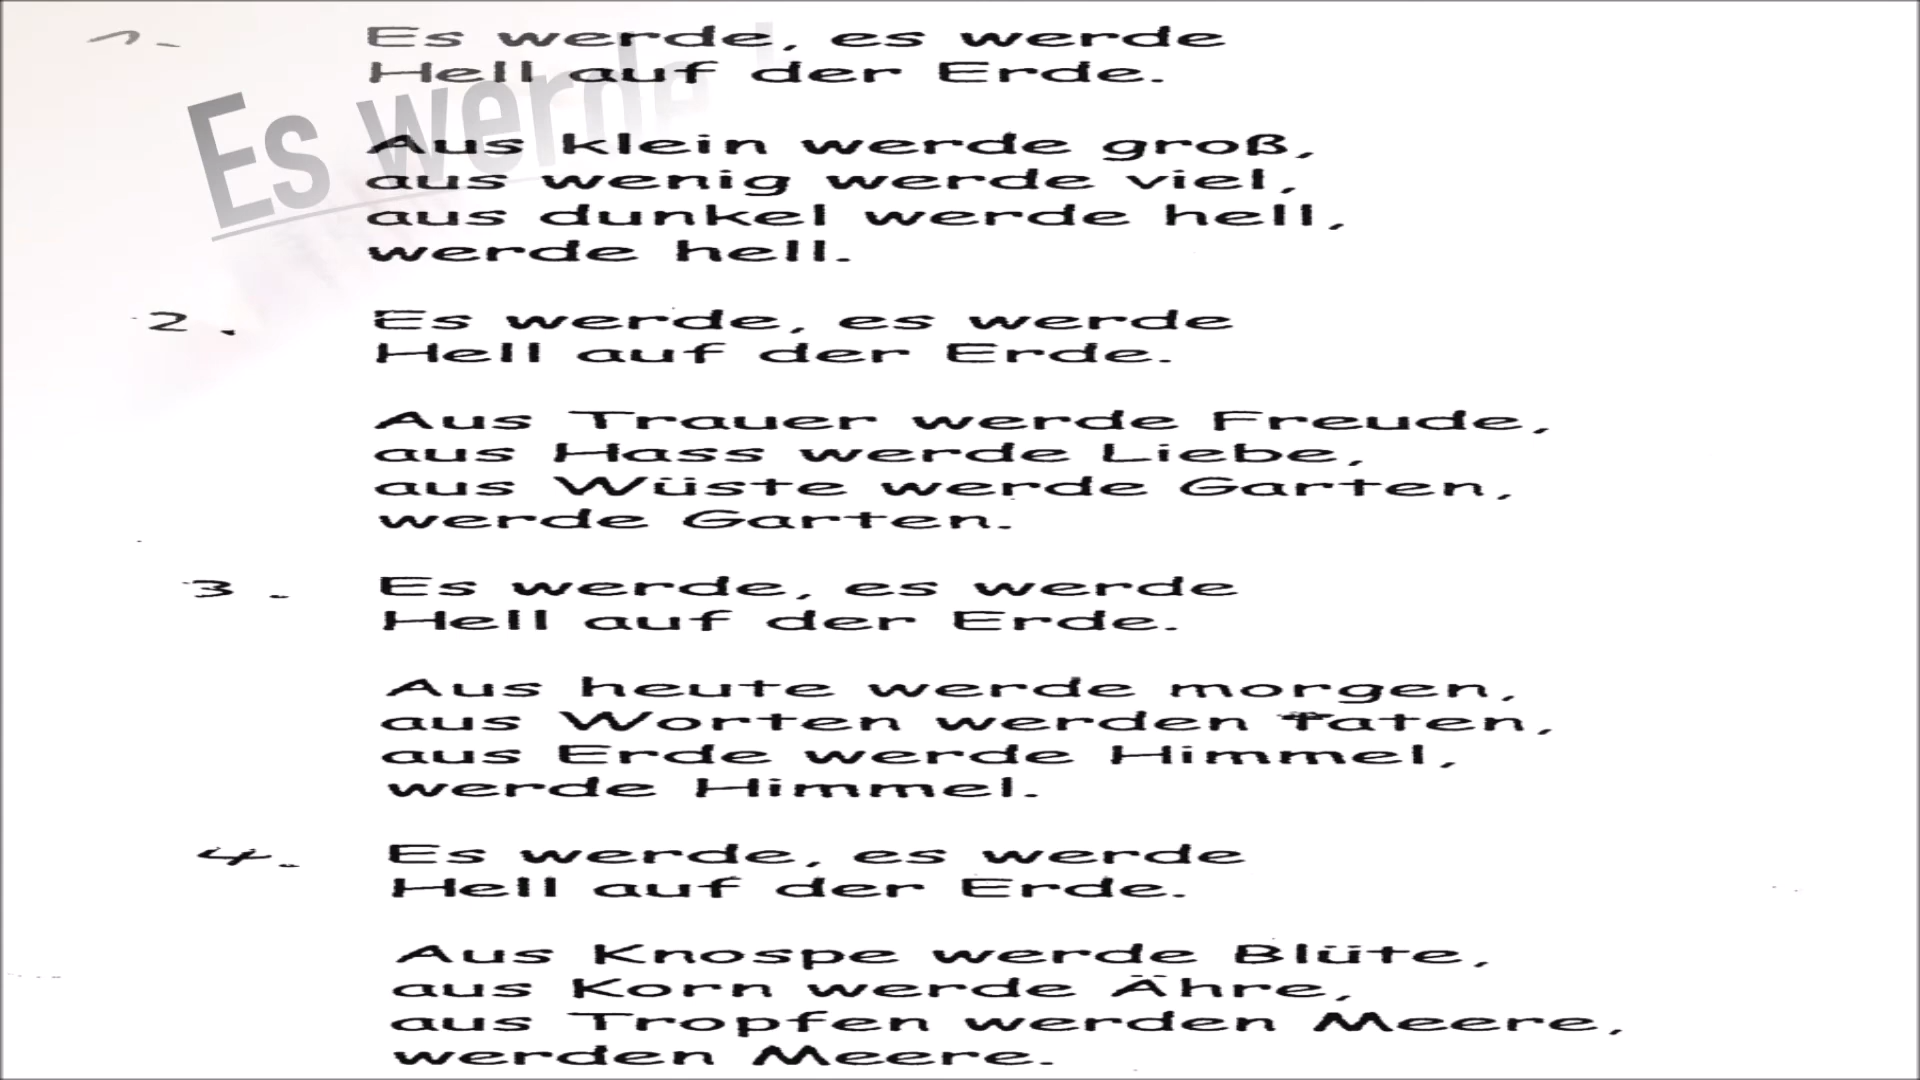 1.
Es werde, es werde
Hell auf der Erde.
Es werde
Aus klein werde groß,
aus wenig werde viel,
aus dunkel werde hell,
werde hell.
2.
Es werde, es werde
Hell auf der Erde.
Aus Trauer werde Freude,
aus Hass werde Liebe,
aus Wüste werde Garten,
werde Garten.
3.
Es werde, es werde
Hell auf der Erde.
Aus heute werde morgen,
aus Worten werden Taten,
aus Erde werde Himmel,
werde Himmel.
4.
Es werde, es werde
Hell auf der Erde.
Aus Knospe werde Blüte,
aus Korn werde Ähre,
aus Tropfen werden Meere,
werden Meere.